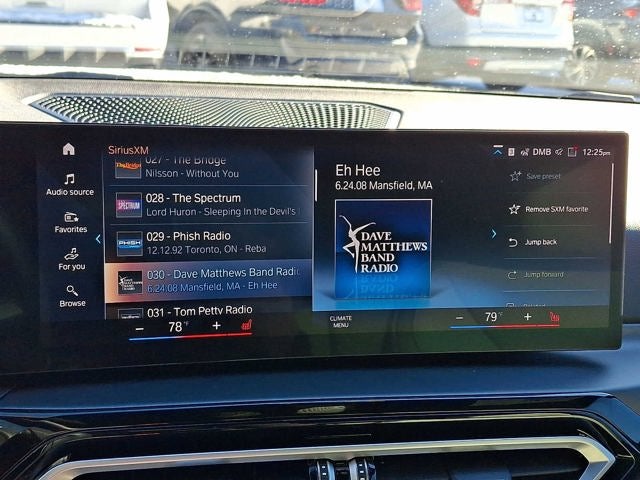 SiriusXM
DMB
12:25pm
Audio source
Favorites
For you
Browse
027 - The Bridge
Nilsson - Without You
028 - The Spectrum
Lord Huron - Sleeping In the Devil's
029 - Phish Radio
12.12.92 Toronto, ON - Reba
030 - Dave Matthews Band Radio
6.24.08 Mansfield, MA - Eh Hee
031 - Tom Petty Radio
SPECTRUM
PHISH
Eh Hee
6.24.08 Mansfield, MA
DAVE
MATTHEWS
BAND
RADIO
Save preset
Remove SXM favorite
Jump back
Jump forward
− 78 °F +
CLIMATE
MENU
− 79 °F +